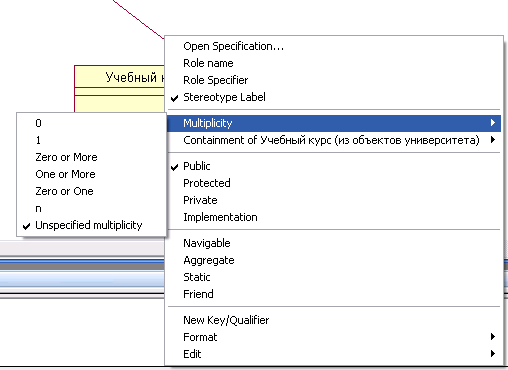 Учебный к
Open Specification...
Role name
Role Specifier
Stereotype Label
Multiplicity
Containment of Учебный курс (из объектов университета)
Public
Protected
Private
Implementation
Navigable
Aggregate
Static
Friend
New Key/Qualifier
Format
Edit
0
1
Zero or More
One or More
Zero or One
n
Unspecified multiplicity